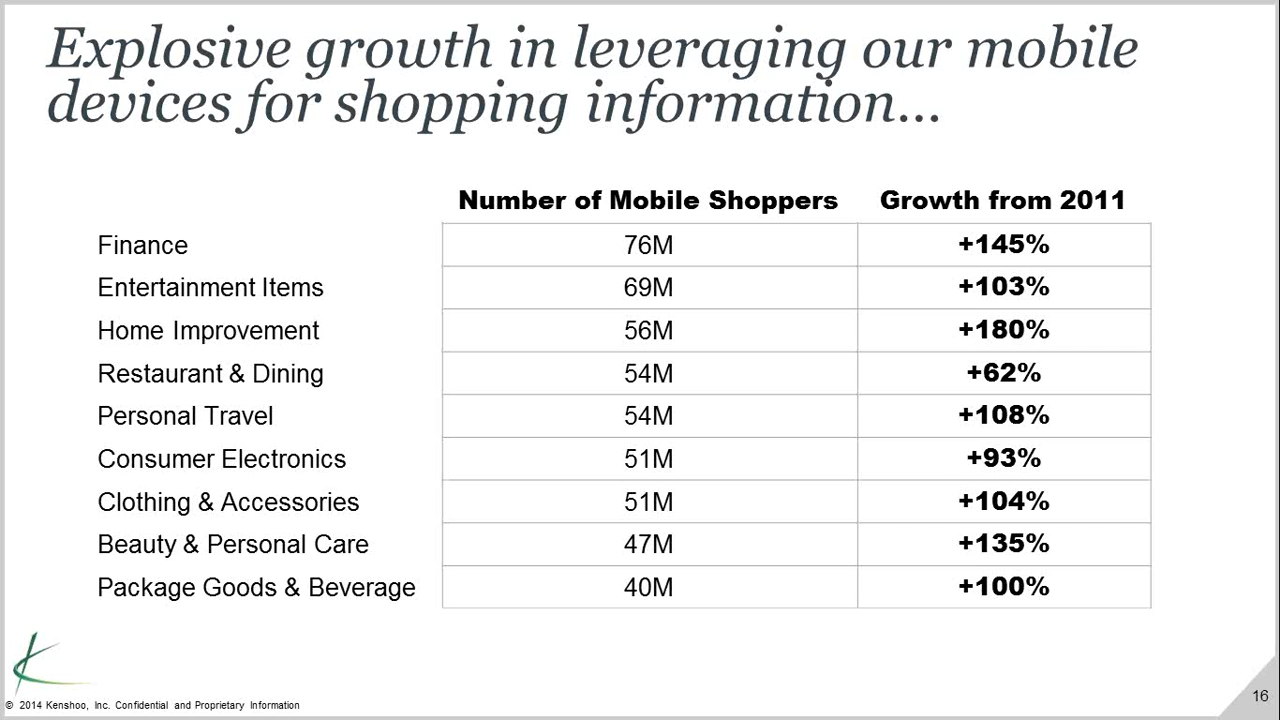 Explosive growth in leveraging our mobile
devices for shopping information...
Number of Mobile Shoppers Growth from 2011
Finance 76M +145%
Entertainment Items 69M +103%
Home Improvement 56M +180%
Restaurant & Dining 54M +62%
Personal Travel 54M +108%
Consumer Electronics 51M +93%
Clothing & Accessories 51M +104%
Beauty & Personal Care 47M +135%
Package Goods & Beverage 40M +100%
© 2014 Kenshoo, Inc. Confidential and Proprietary Information
16